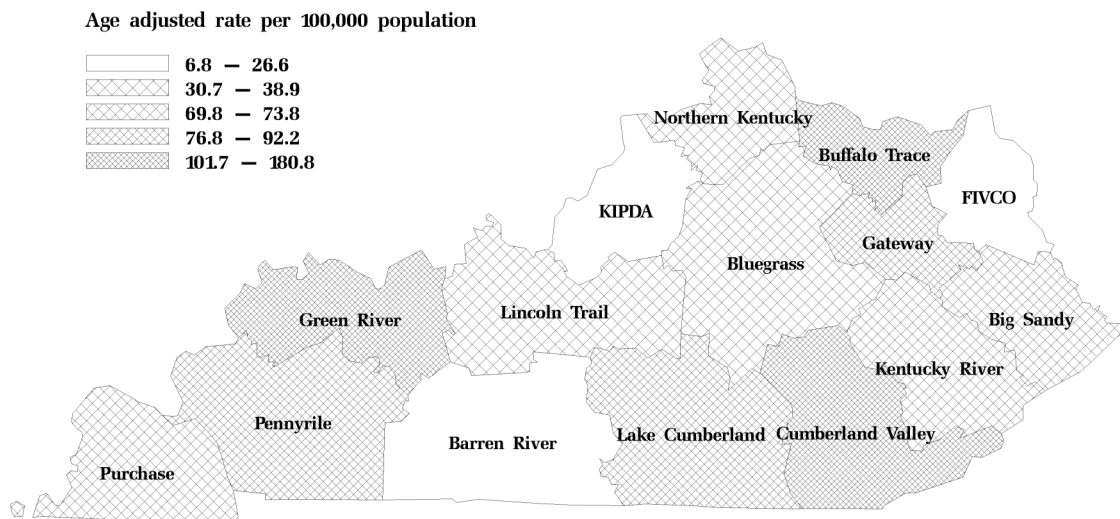 Age adjusted rate per 100,000 population
6.8 – 26.6
30.7 – 38.9
69.8 – 73.8
76.8 – 92.2
101.7 – 180.8
Northern Kentucky
Buffalo Trace
FIVCO
KIPDA
Gateway
Bluegrass
Lincoln Trail
Green River
Big Sandy
Kentucky River
Pennyrile
Lake Cumberland
Cumberland Valley
Barren River
Purchase